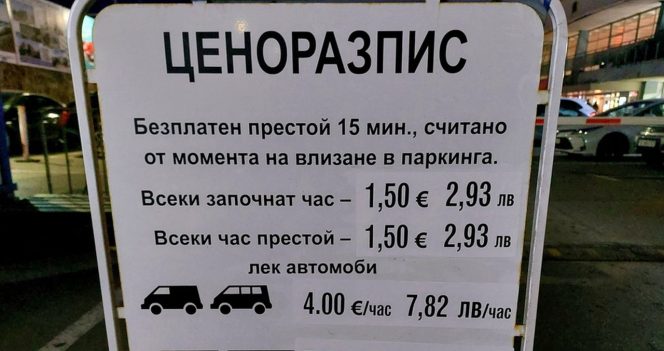 ЦЕНОРАЗПИС
Безплатен престой 15 мин., считано
от момента на влизане в паркинга.
Всеки започнат час – 1,50 € 2,93 лв
Всеки час престой – 1,50 € 2,93 лв
лек автомоби
4.00 €/час 7,82 ЛВ/час